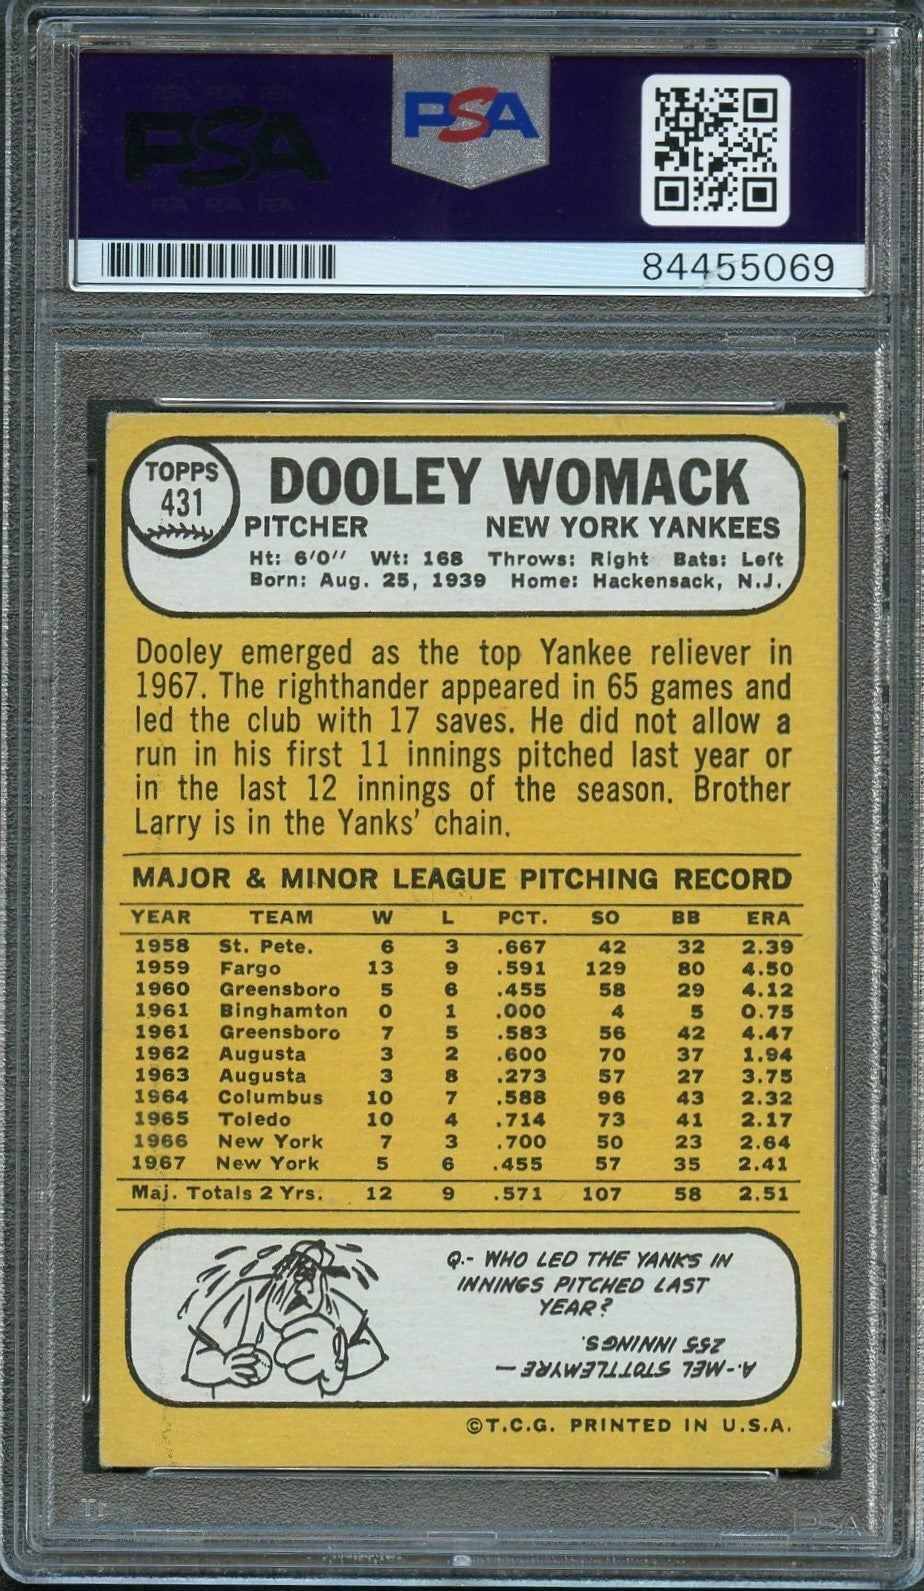 PSA
PSA
84455069
TOPPS
431
DOOLEY WOMACK
PITCHER NEW YORK YANKEES
Ht: 6'0" Wt: 168 Throws: Right Bats: Left
Born: Aug. 25, 1939 Home: Hackensack, N.J.
Dooley emerged as the top Yankee reliever in
1967. The righthander appeared in 65 games and
led the club with 17 saves. He did not allow a
run in his first 11 innings pitched last year or
in the last 12 innings of the season. Brother
Larry is in the Yanks' chain.
MAJOR & MINOR LEAGUE PITCHING RECORD
YEAR TEAM W L PCT. SO BB ERA
1958 St. Pete. 6 3 .667 42 32 2.39
1959 Fargo 13 9 .591 129 80 4.50
1960 Greensboro 5 6 .455 58 29 4.12
1961 Binghamton 0 1 .000 4 5 0.75
1961 Greensboro 7 5 .583 56 42 4.47
1962 Augusta 3 2 .600 70 37 1.94
1963 Augusta 3 8 .273 57 27 3.75
1964 Columbus 10 7 .588 96 43 2.32
1965 Toledo 10 4 .714 73 41 2.17
1966 New York 7 3 .700 50 23 2.64
1967 New York 5 6 .455 57 35 2.41
Maj. Totals 2 Yrs. 12 9 .571 107 58 2.51
Q.- WHO LED THE YANKS IN
INNINGS PITCHED LAST
YEAR?
A.- MEL STOTTLEMYRE —
255 INNINGS.
©T.C.G. PRINTED IN U.S.A.
PSA